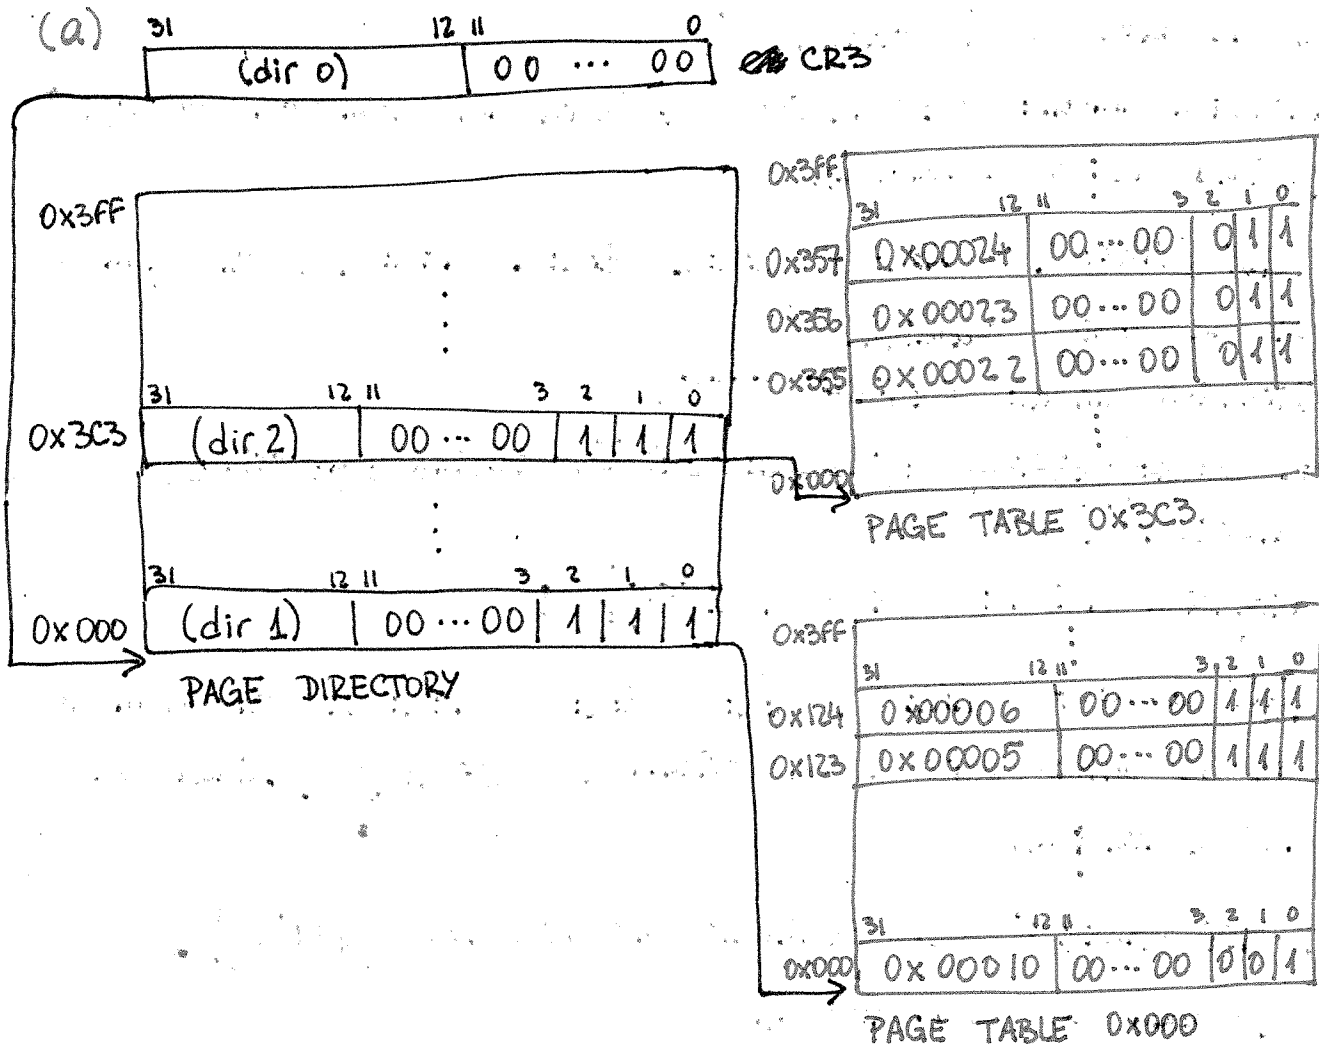 (a)
31 12 11 0
(dir 0) 00 ... 00 CR3
0x3FF
31 12 11 3 2 1 0
0x3C3 (dir 2) 00 ... 00 1 1 1
31 12 11 3 2 1 0
0x000 (dir 1) 00 ... 00 1 1 1
PAGE DIRECTORY
0x3FF
31 12 11 3 2 1 0
0x357 0x00024 00 ... 00 0 1 1
0x356 0x00023 00 ... 00 0 1 1
0x355 0x00022 00 ... 00 0 1 1
0x000
PAGE TABLE 0x3C3
0x3FF
31 12 11 3 2 1 0
0x124 0x00006 00 ... 00 1 1 1
0x123 0x00005 00 ... 00 1 1 1
31 12 11 3 2 1 0
0x000 0x00010 00 ... 00 0 0 1
PAGE TABLE 0x000